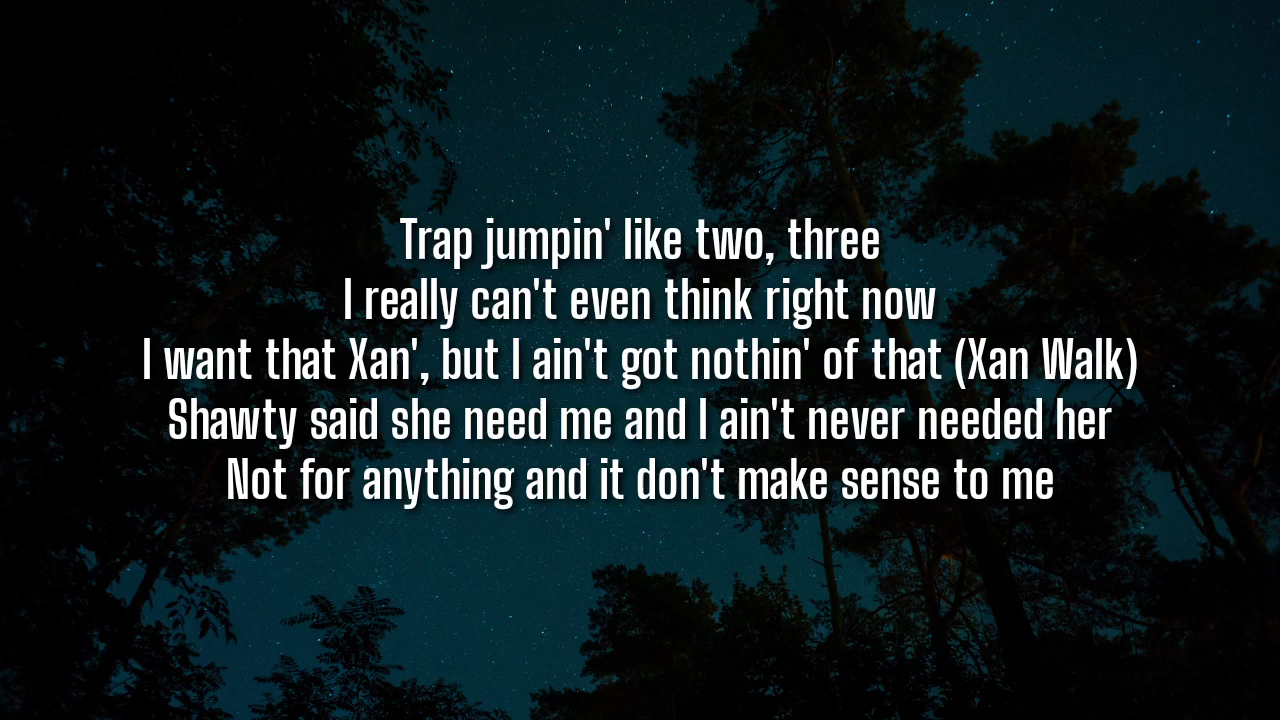 Trap jumpin' like two, three
I really can't even think right now
I want that Xan', but I ain't got nothin' of that (Xan Walk)
Shawty said she need me and I ain't never needed her
Not for anything and it don't make sense to me